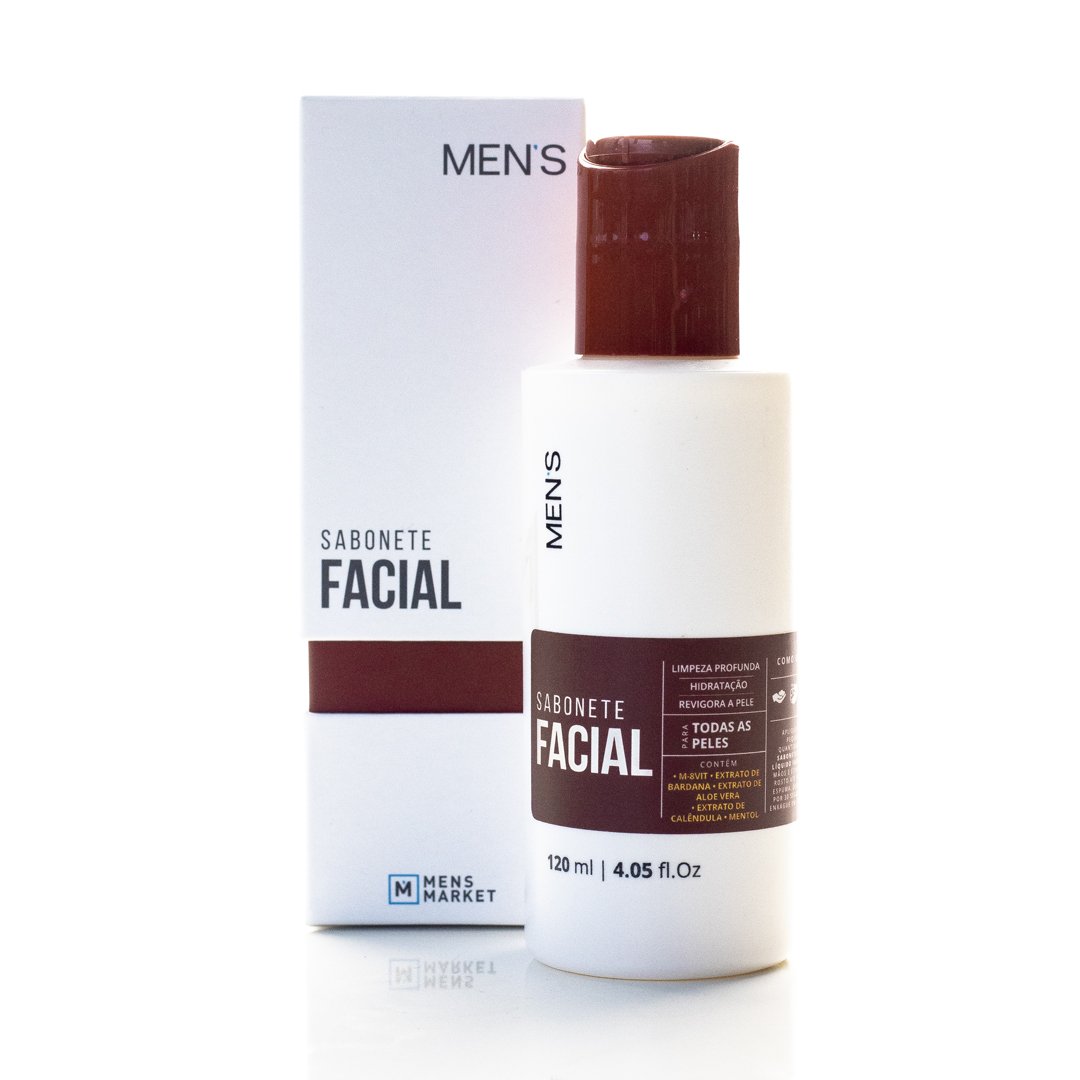 MEN'S
SABONETE
FACIAL
MENS
MARKET
MEN'S
SABONETE
FACIAL
LIMPEZA PROFUNDA
HIDRATAÇÃO
REVIGORA A PELE
PARA
TODAS AS
PELES
CONTÉM
• M-8VIT • EXTRATO DE
BARDANA • EXTRATO DE
ALOE VERA
• EXTRATO DE
CALÊNDULA • MENTOL
120 ml | 4.05 fl.Oz